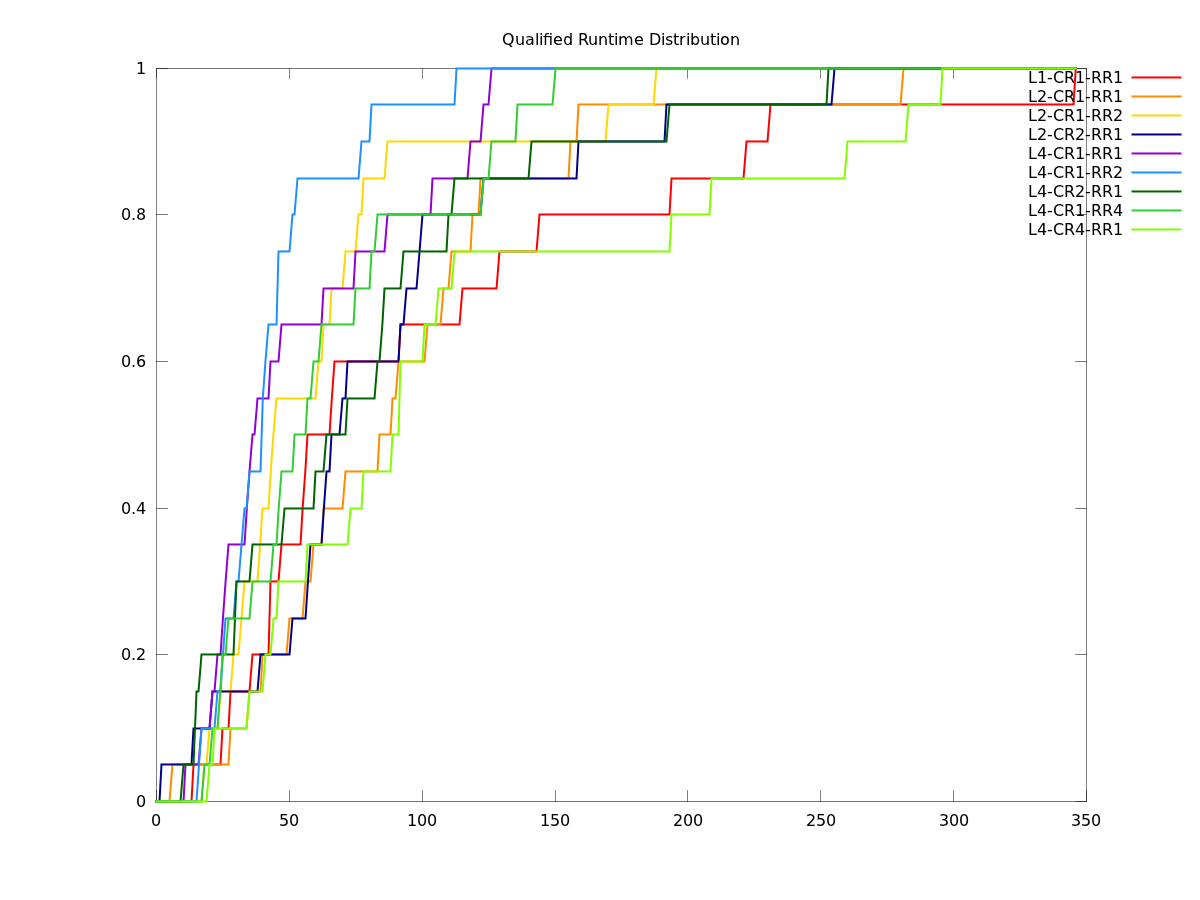 Qualified Runtime Distribution
1
0.8
0.6
0.4
0.2
0
0 50 100 150 200 250 300 350
L1-CR1-RR1
L2-CR1-RR1
L2-CR1-RR2
L2-CR2-RR1
L4-CR1-RR1
L4-CR1-RR2
L4-CR2-RR1
L4-CR1-RR4
L4-CR4-RR1